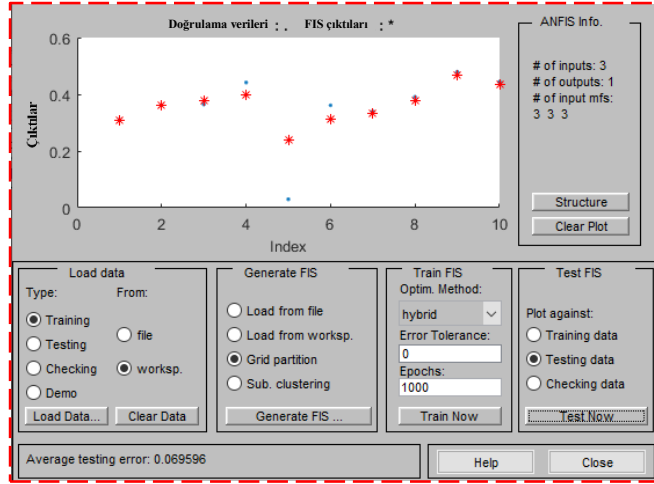 Doğrulama verileri : . FIS çıktıları : *
0.6
0.4
0.2
0
Çıktılar
0 2 4 6 8 10
Index
ANFIS Info.
# of inputs: 3
# of outputs: 1
# of input mfs:
3 3 3
Structure
Clear Plot
Load data
Type: From:
Training
Testing
Checking
Demo
file
worksp.
Load Data... Clear Data
Generate FIS
Load from file
Load from worksp.
Grid partition
Sub. clustering
Generate FIS ...
Train FIS
Optim. Method:
hybrid
Error Tolerance:
0
Epochs:
1000
Train Now
Test FIS
Plot against:
Training data
Testing data
Checking data
Test Now
Average testing error: 0.069596
Help Close